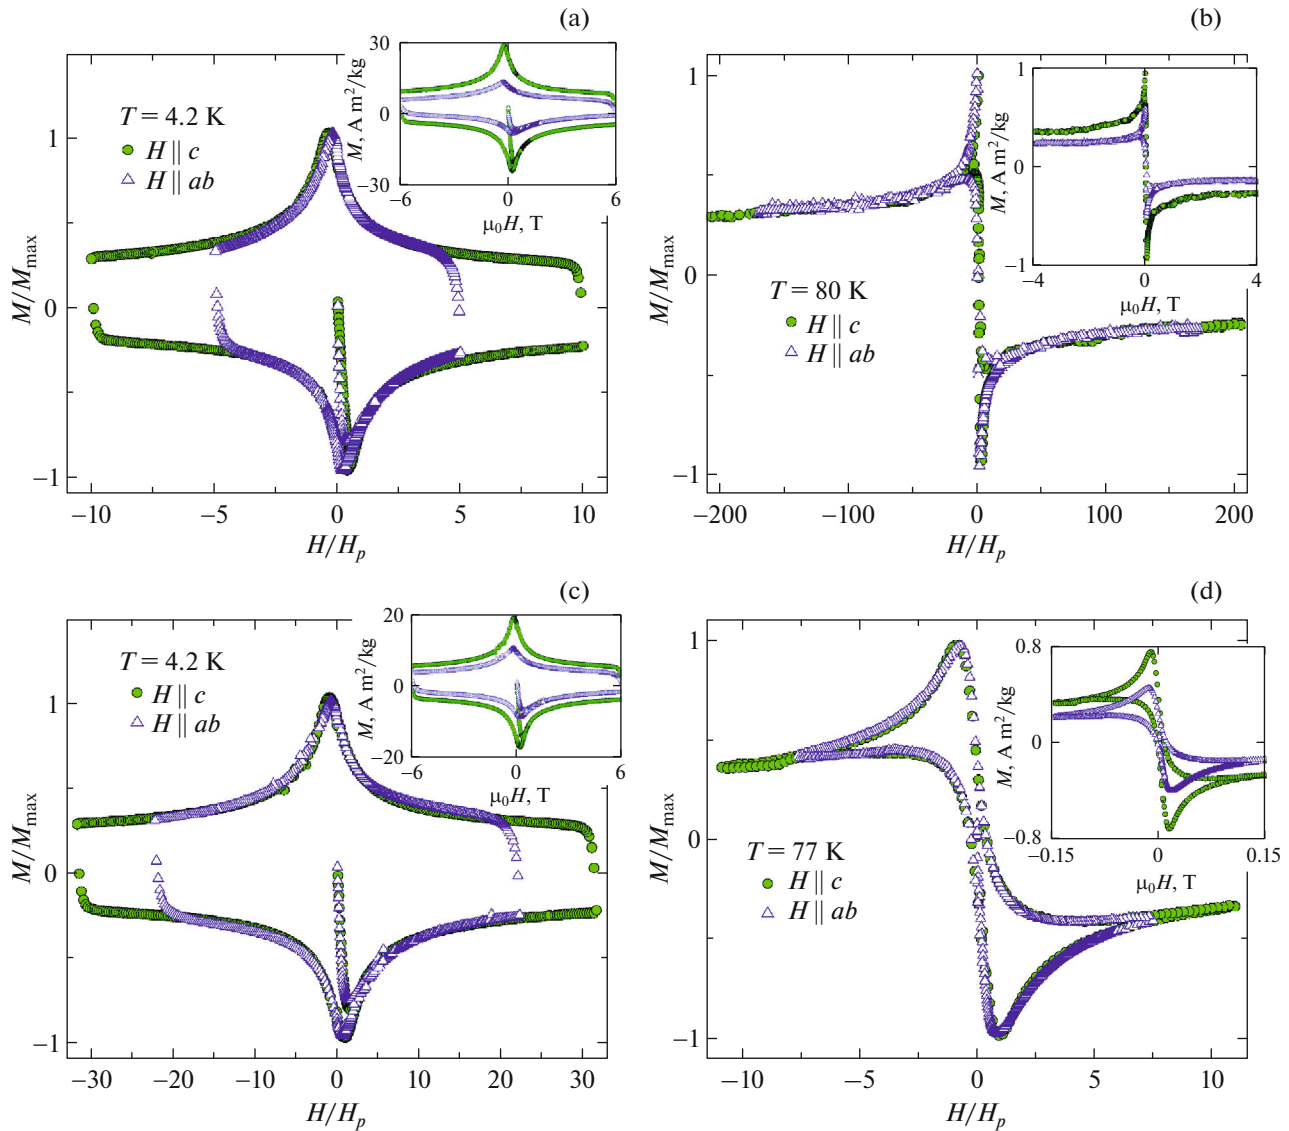 (a)
M/M_max
1
0
−1
T = 4.2 K
H || c
H || ab
M, A m²/kg
30
0
−30
−6 0 6
μ₀H, T
−10 −5 0 5 10
H/H_p
(b)
M/M_max
1
0
−1
T = 80 K
H || c
H || ab
M, A m²/kg
1
0
−1
−4 0 4
μ₀H, T
−200 −100 0 100 200
H/H_p
(c)
M/M_max
1
0
−1
T = 4.2 K
H || c
H || ab
M, A m²/kg
20
0
−20
−6 0 6
μ₀H, T
−30 −20 −10 0 10 20 30
H/H_p
(d)
M/M_max
1
0
−1
T = 77 K
H || c
H || ab
M, A m²/kg
0.8
0
−0.8
−0.15 0 0.15
μ₀H, T
−10 −5 0 5 10
H/H_p